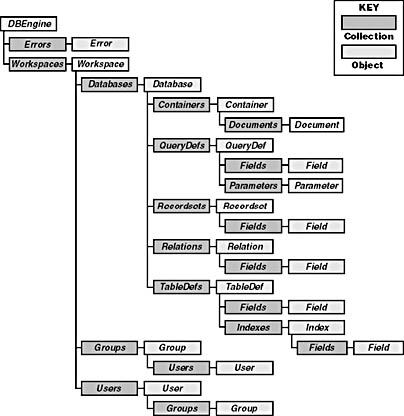 KEY
Collection
Object
DBEngine
Errors Error
Workspaces Workspace
Databases Database
Containers Container
Documents Document
QueryDefs QueryDef
Fields Field
Parameters Parameter
Recordsets Recordset
Fields Field
Relations Relation
Fields Field
TableDefs TableDef
Fields Field
Indexes Index
Fields Field
Groups Group
Users User
Users User
Groups Group